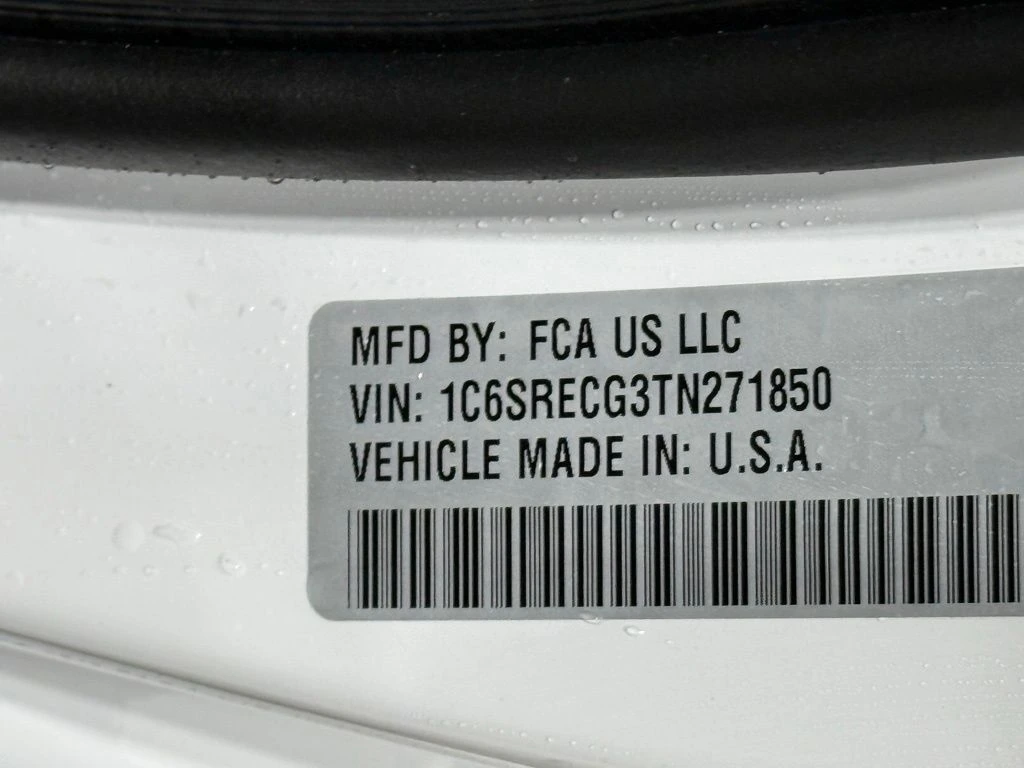 MFD BY: FCA US LLC
VIN: 1C6SRECG3TN271850
VEHICLE MADE IN: U.S.A.